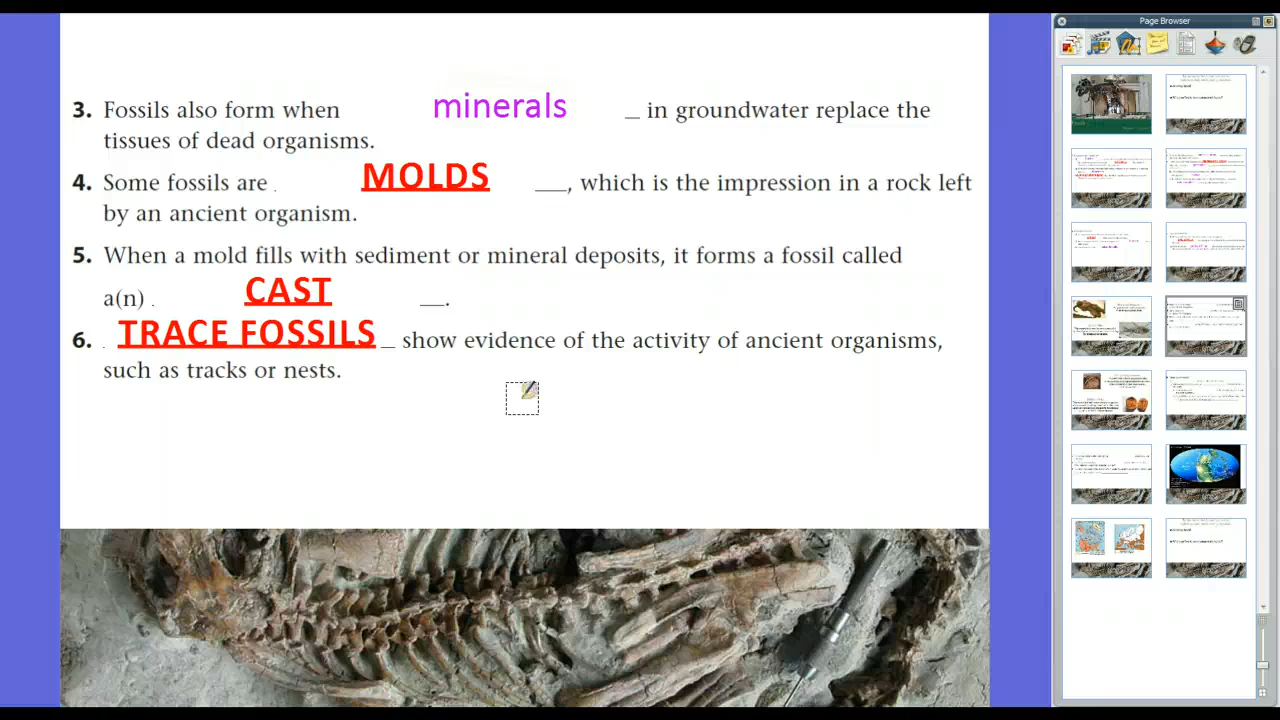 Page Browser
3. Fossils also form when minerals _ in groundwater replace the
tissues of dead organisms.
4. Some fossils are MOLDS ___, which is the impression in a rock left
by an ancient organism.
5. When a mold fills with sediment or mineral deposits, it forms a fossil called
a(n) CAST ___.
6. TRACE FOSSILS _ show evidence of the activity of ancient organisms,
such as tracks or nests.